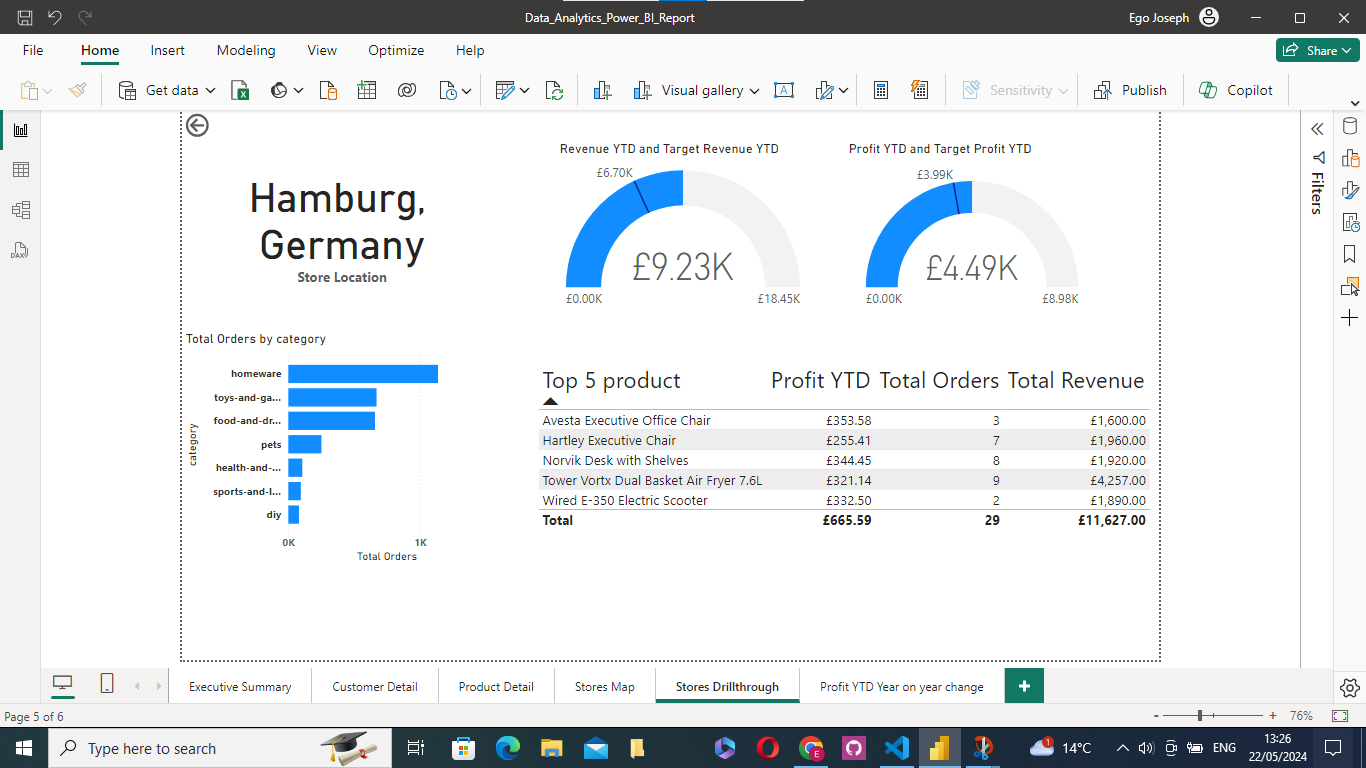 Data_Analytics_Power_BI_Report
Ego Joseph
File Home Insert Modeling View Optimize Help
Share
Get data
Visual gallery
Sensitivity
Publish
Copilot
Hamburg,
Germany
Store Location
Revenue YTD and Target Revenue YTD
£6.70K
£9.23K
£0.00K £18.45K
Profit YTD and Target Profit YTD
£3.99K
£4.49K
£0.00K £8.98K
Filters
Total Orders by category
category
homeware
toys-and-ga...
food-and-dr...
pets
health-and-...
sports-and-l...
diy
0K 1K
Total Orders
Top 5 product Profit YTD Total Orders Total Revenue
Avesta Executive Office Chair £353.58 3 £1,600.00
Hartley Executive Chair £255.41 7 £1,960.00
Norvik Desk with Shelves £344.45 8 £1,920.00
Tower Vortx Dual Basket Air Fryer 7.6L £321.14 9 £4,257.00
Wired E-350 Electric Scooter £332.50 2 £1,890.00
Total £665.59 29 £11,627.00
Executive Summary Customer Detail Product Detail Stores Map Stores Drillthrough Profit YTD Year on year change +
Page 5 of 6
- + 76%
Type here to search
1 14°C
ENG
13:26
22/05/2024
DAX
A
E